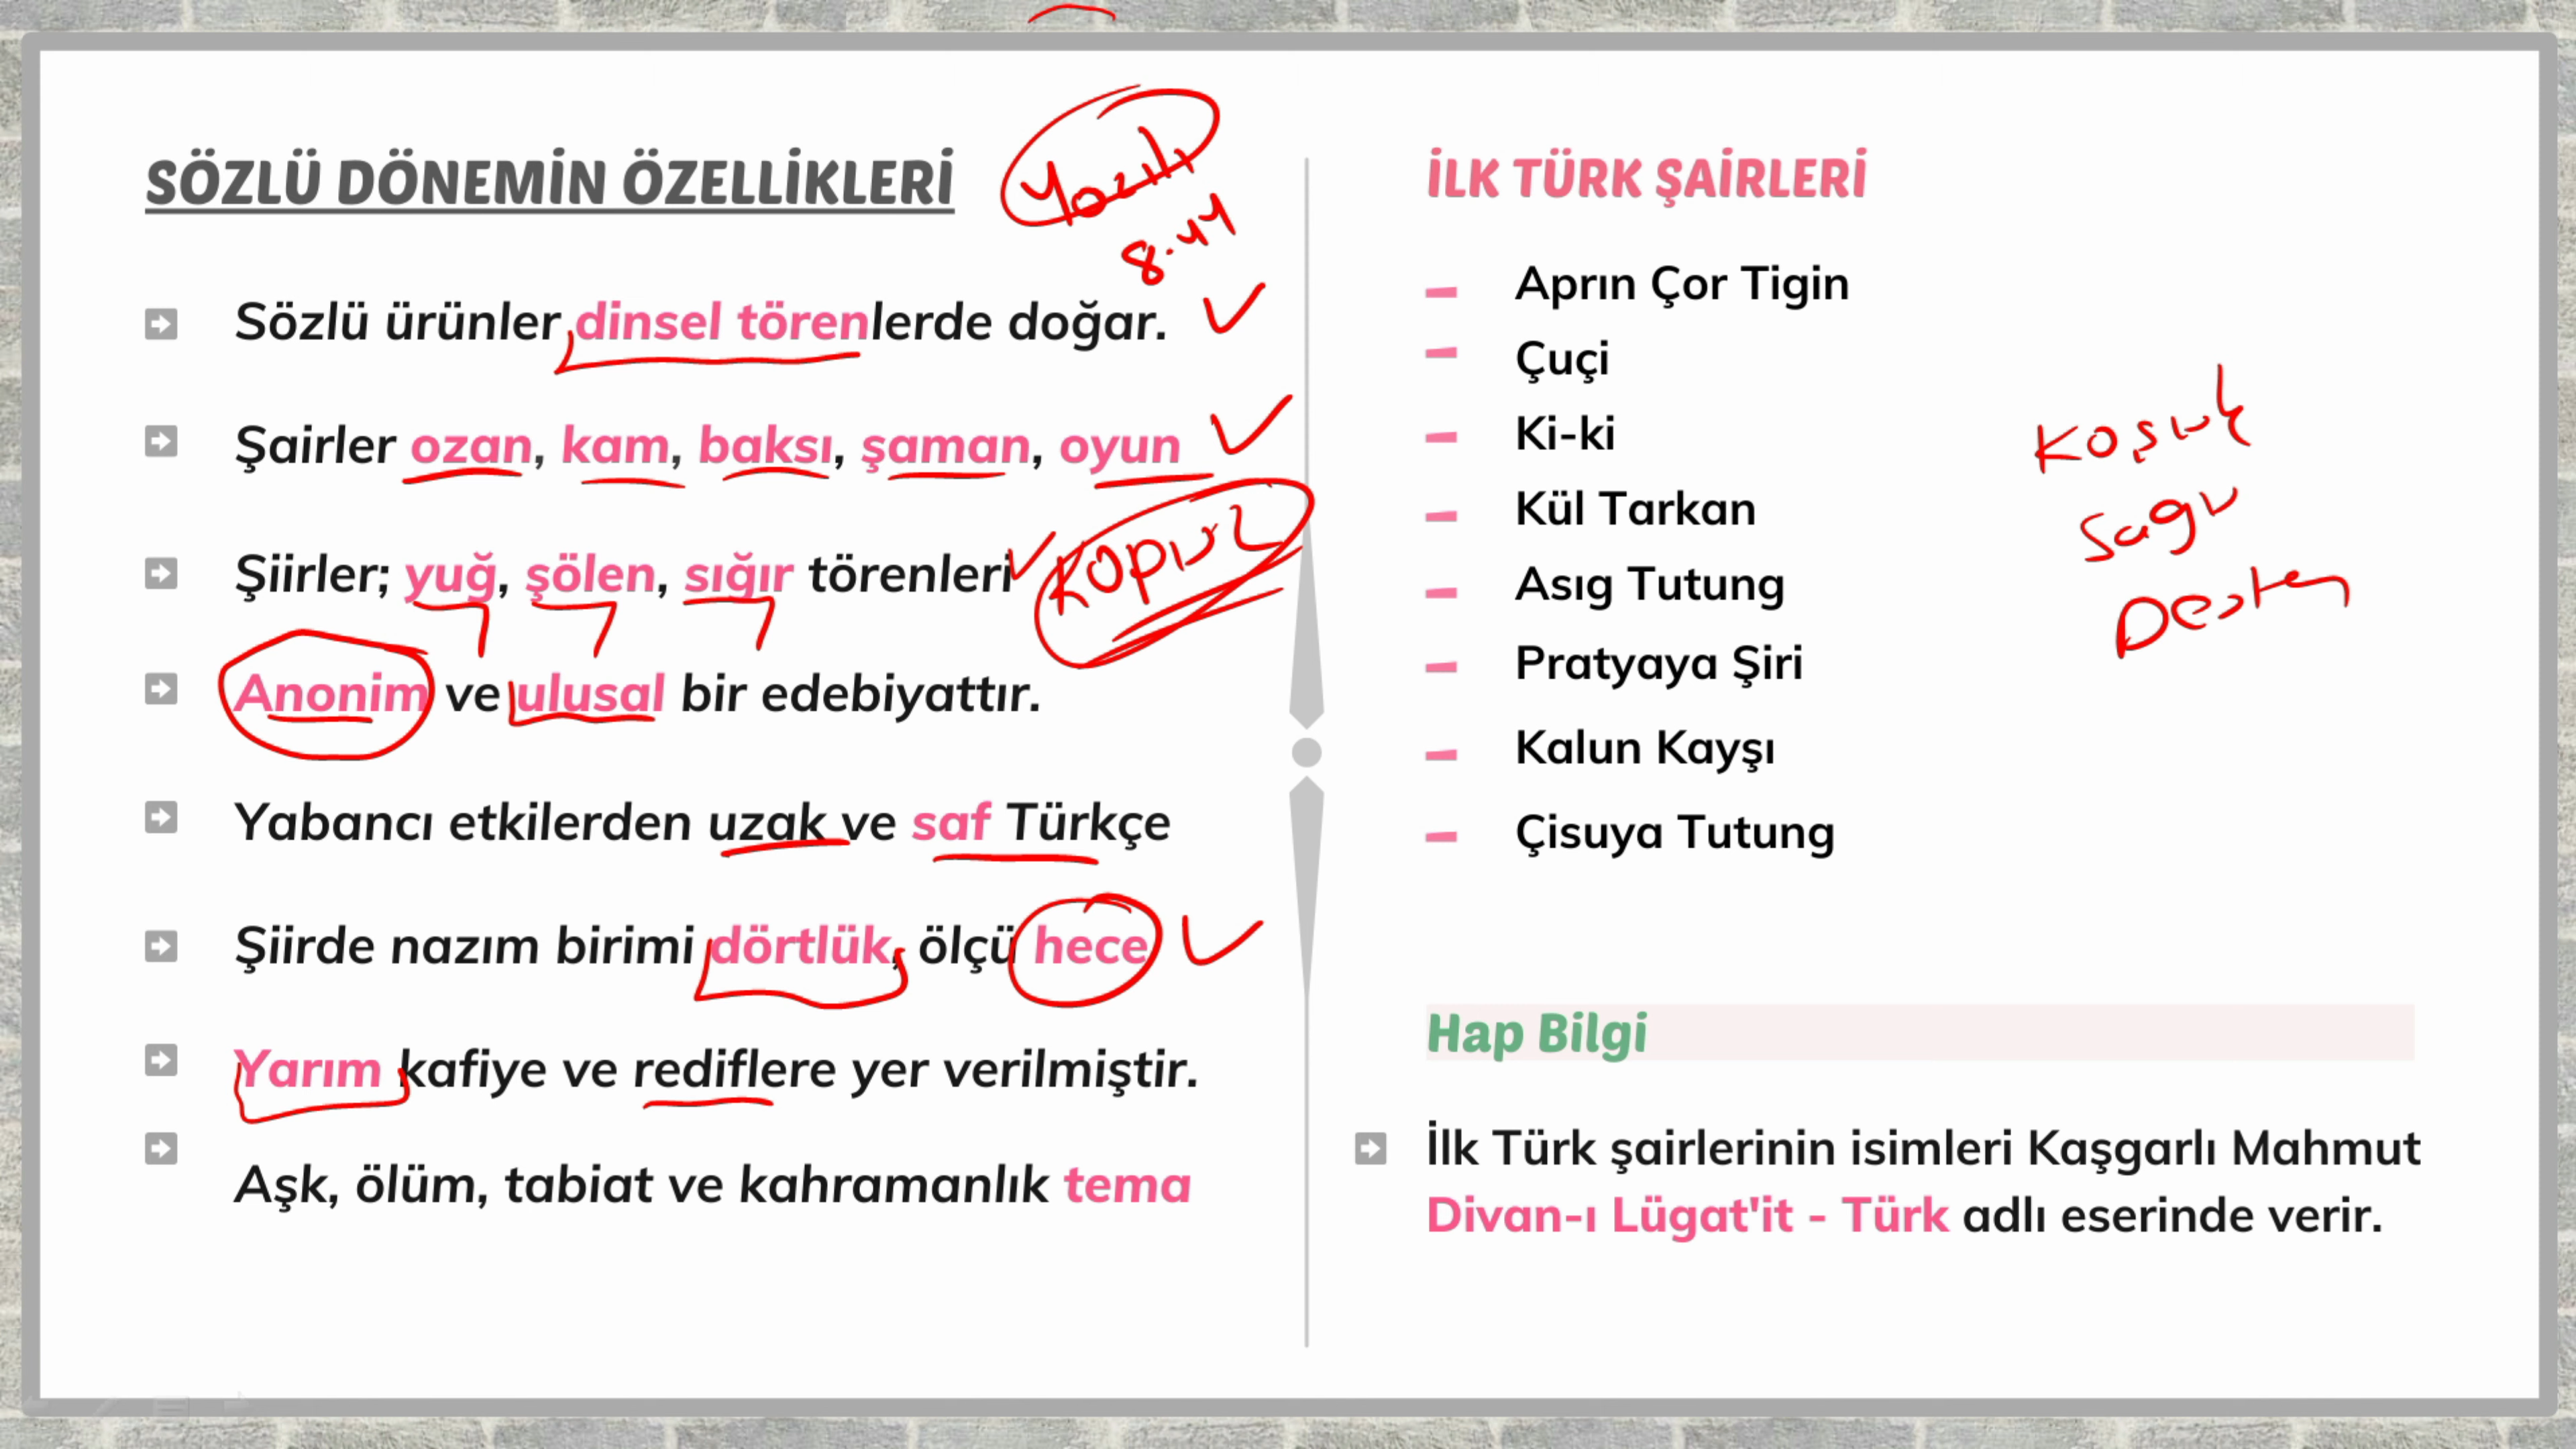 SÖZLÜ DÖNEMİN ÖZELLİKLERİ
Yazılı
8.yy
Sözlü ürünler dinsel törenlerde doğar.
Şairler ozan, kam, baksı, şaman, oyun
Şiirler; yuğ, şölen, sığır törenleri
Kopuz
Anonim ve ulusal bir edebiyattır.
Yabancı etkilerden uzak ve saf Türkçe
Şiirde nazım birimi dörtlük, ölçü hece
Yarım kafiye ve rediflere yer verilmiştir.
Aşk, ölüm, tabiat ve kahramanlık tema
İLK TÜRK ŞAİRLERİ
Aprın Çor Tigin
Çuçi
Ki-ki
Kül Tarkan
Asıg Tutung
Pratyaya Şiri
Kalun Kayşı
Çisuya Tutung
Koşuk
Sagu
Destan
Hap Bilgi
İlk Türk şairlerinin isimleri Kaşgarlı Mahmut
Divan-ı Lügat'it - Türk adlı eserinde verir.